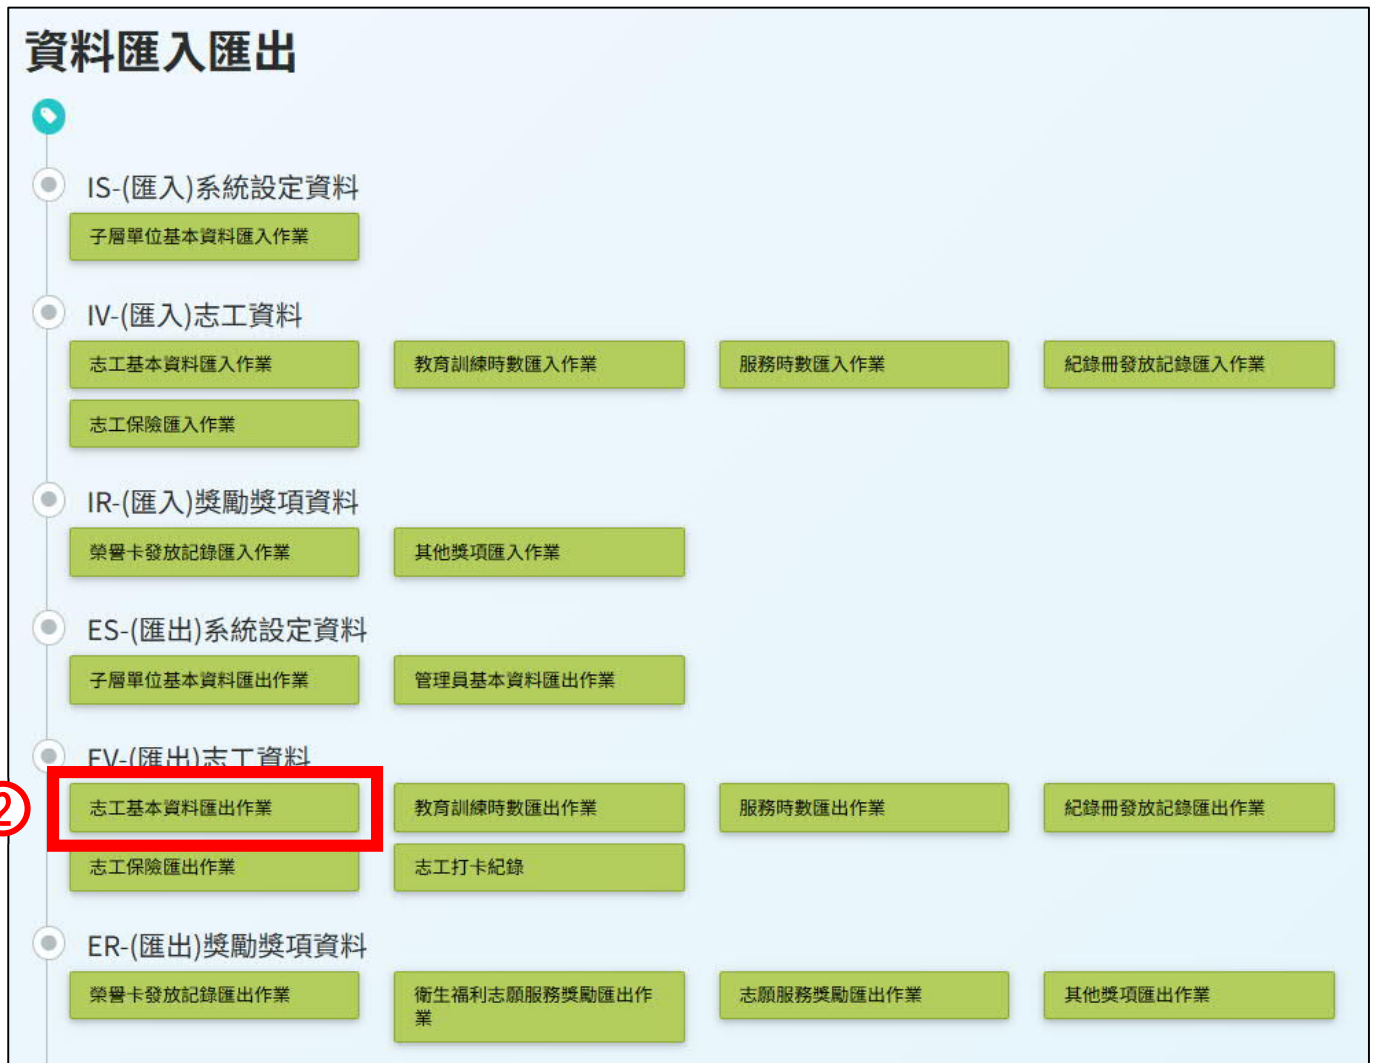 資料匯入匯出
IS-(匯入)系統設定資料
子層單位基本資料匯入作業
IV-(匯入)志工資料
志工基本資料匯入作業
教育訓練時數匯入作業
服務時數匯入作業
紀錄冊發放記錄匯入作業
志工保險匯入作業
IR-(匯入)獎勵獎項資料
榮譽卡發放記錄匯入作業
其他獎項匯入作業
ES-(匯出)系統設定資料
子層單位基本資料匯出作業
管理員基本資料匯出作業
EV-(匯出)志工資料
②
志工基本資料匯出作業
教育訓練時數匯出作業
服務時數匯出作業
紀錄冊發放記錄匯出作業
志工保險匯出作業
志工打卡紀錄
ER-(匯出)獎勵獎項資料
榮譽卡發放記錄匯出作業
衛生福利志願服務獎勵匯出作
業
志願服務獎勵匯出作業
其他獎項匯出作業